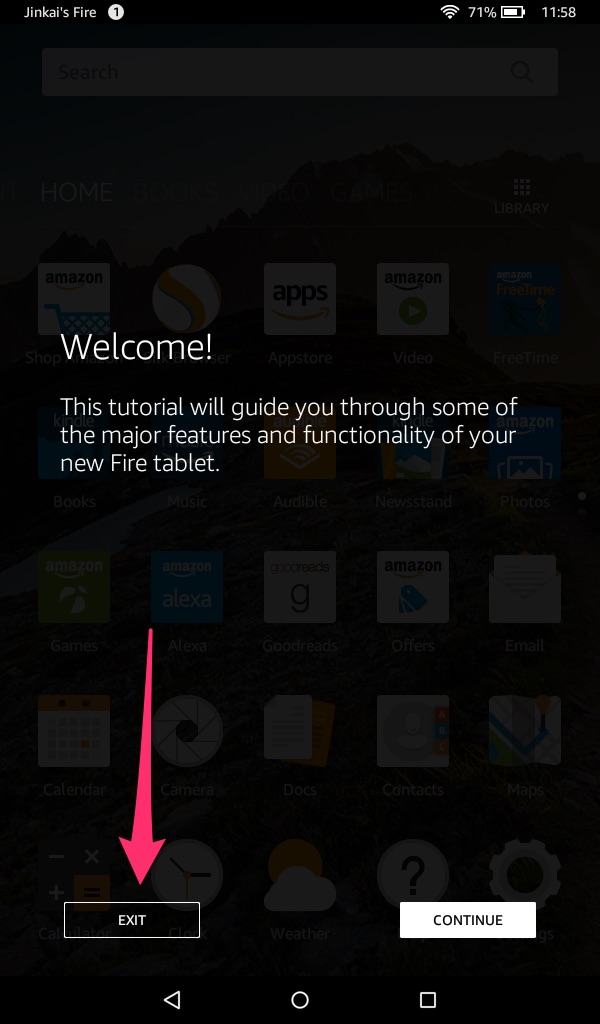 Jinkai's Fire 1 71% 11:58
Search
HOME BOOKS VIDEO GAMES
LIBRARY
amazon apps amazon amazon FreeTime
Appstore Video FreeTime
Welcome!
This tutorial will guide you through some of
the major features and functionality of your
new Fire tablet.
kindle amazon
Books Music Audible Newsstand Photos
amazon amazon alexa goodreads g amazon
Games Alexa Goodreads Offers Email
A
B
C
Calendar Camera Docs Contacts Maps
EXIT CONTINUE
Calculator Clock Weather